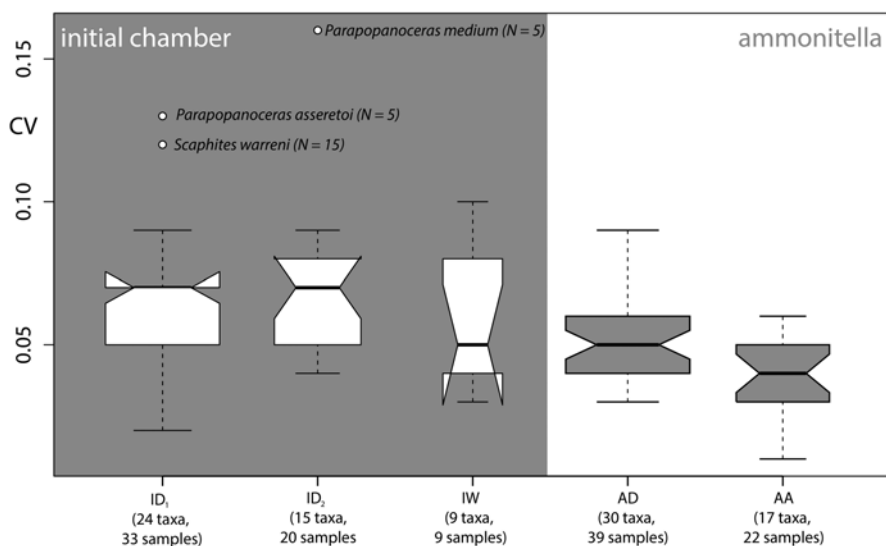 initial chamber
ammonitella
Parapopanoceras medium (N = 5)
Parapopanoceras asseretoi (N = 5)
Scaphites warreni (N = 15)
CV
0.15
0.10
0.05
ID₁
(24 taxa,
33 samples)
ID₂
(15 taxa,
20 samples
IW
(9 taxa,
9 samples)
AD
(30 taxa,
39 samples)
AA
(17 taxa,
22 samples)